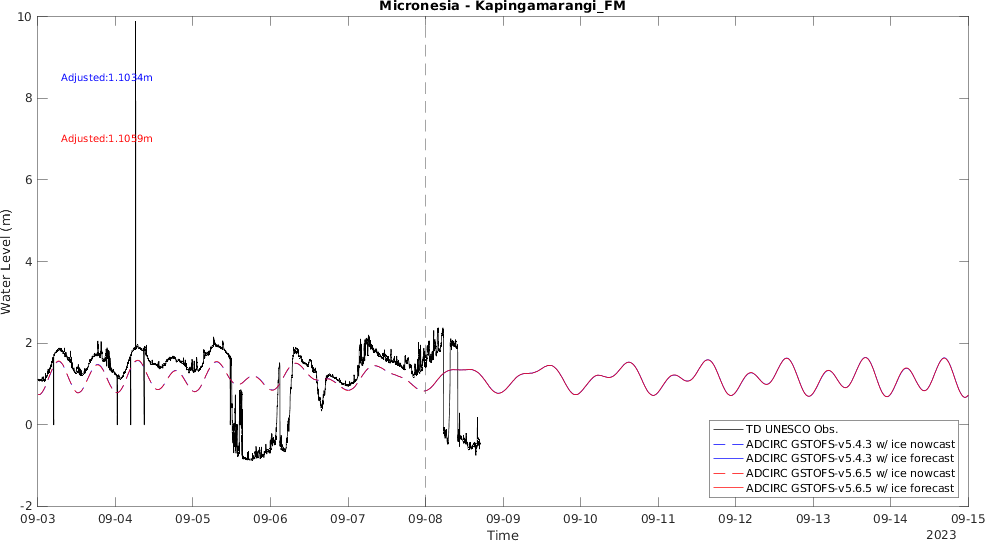 Micronesia - Kapingamarangi_FM
10
8
6
4
2
0
-2
Water Level (m)
Adjusted:1.1034m
Adjusted:1.1059m
TD UNESCO Obs.
ADCIRC GSTOFS-v5.4.3 w/ ice nowcast
ADCIRC GSTOFS-v5.4.3 w/ ice forecast
ADCIRC GSTOFS-v5.6.5 w/ ice nowcast
ADCIRC GSTOFS-v5.6.5 w/ ice forecast
09-03 09-04 09-05 09-06 09-07 09-08 09-09 09-10 09-11 09-12 09-13 09-14 09-15
Time
2023